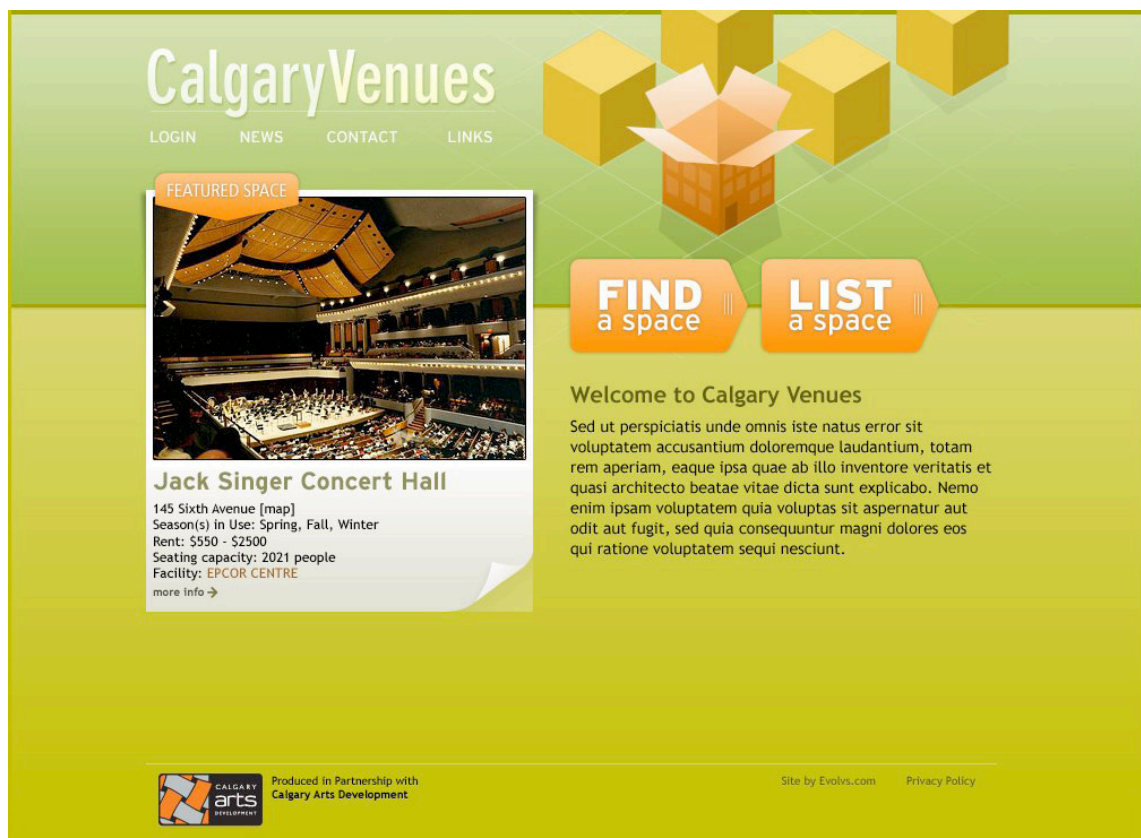 CalgaryVenues
LOGIN NEWS CONTACT LINKS
FEATURED SPACE
Jack Singer Concert Hall
145 Sixth Avenue [map]
Season(s) in Use: Spring, Fall, Winter
Rent: $550 - $2500
Seating capacity: 2021 people
Facility: EPCOR CENTRE
more info
FIND
a space
LIST
a space
Welcome to Calgary Venues
Sed ut perspiciatis unde omnis iste natus error sit
voluptatem accusantium doloremque laudantium, totam
rem aperiam, eaque ipsa quae ab illo inventore veritatis et
quasi architecto beatae vitae dicta sunt explicabo. Nemo
enim ipsam voluptatem quia voluptas sit aspernatur aut
odit aut fugit, sed quia consequuntur magni dolores eos
qui ratione voluptatem sequi nesciunt.
CALGARY
arts
DEVELOPMENT
Produced in Partnership with
Calgary Arts Development
Site by Evolvs.com Privacy Policy